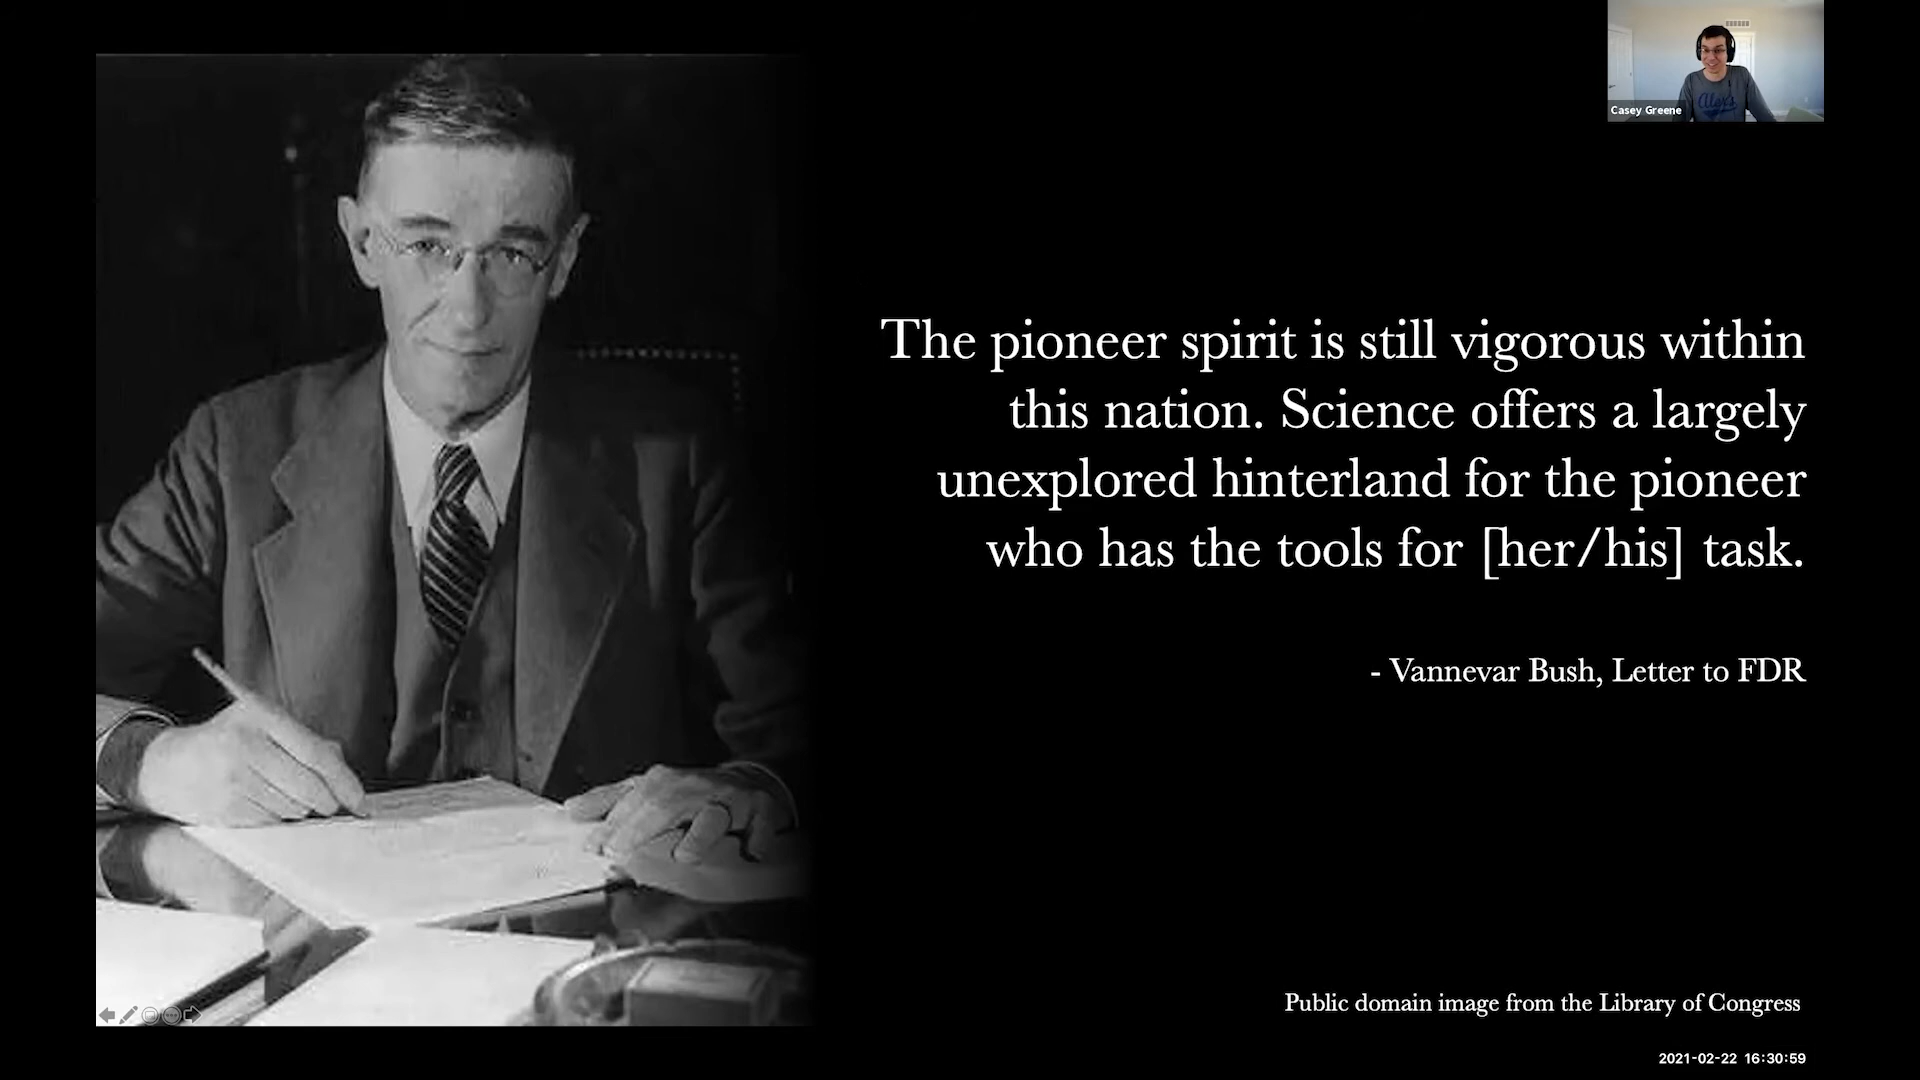 Alex's
Casey Greene
The pioneer spirit is still vigorous within
this nation. Science offers a largely
unexplored hinterland for the pioneer
who has the tools for [her/his] task.
- Vannevar Bush, Letter to FDR
Public domain image from the Library of Congress
2021-02-22 16:30:59